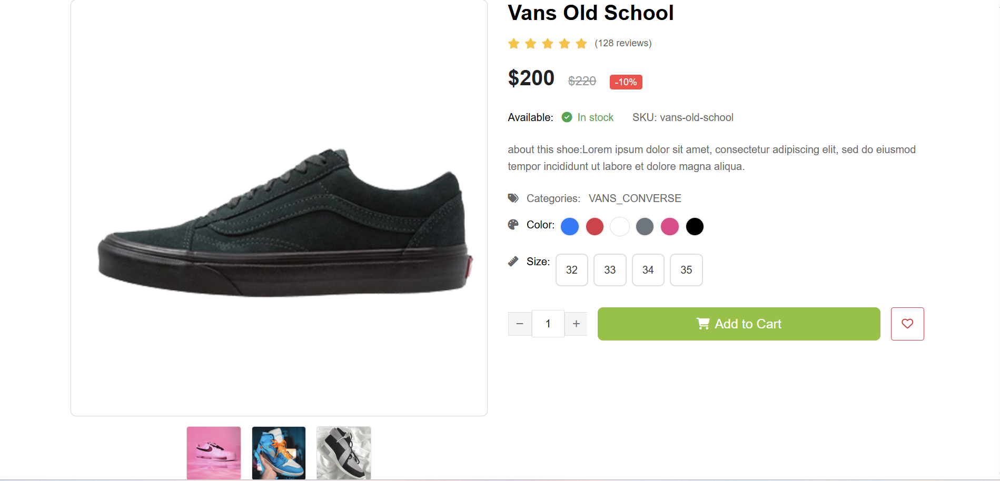 Vans Old School
(128 reviews)
$200 $220 -10%
Available: In stock SKU: vans-old-school
about this shoe:Lorem ipsum dolor sit amet, consectetur adipiscing elit, sed do eiusmod
tempor incididunt ut labore et dolore magna aliqua.
Categories: VANS_CONVERSE
Color:
Size: 32 33 34 35
− 1 + Add to Cart